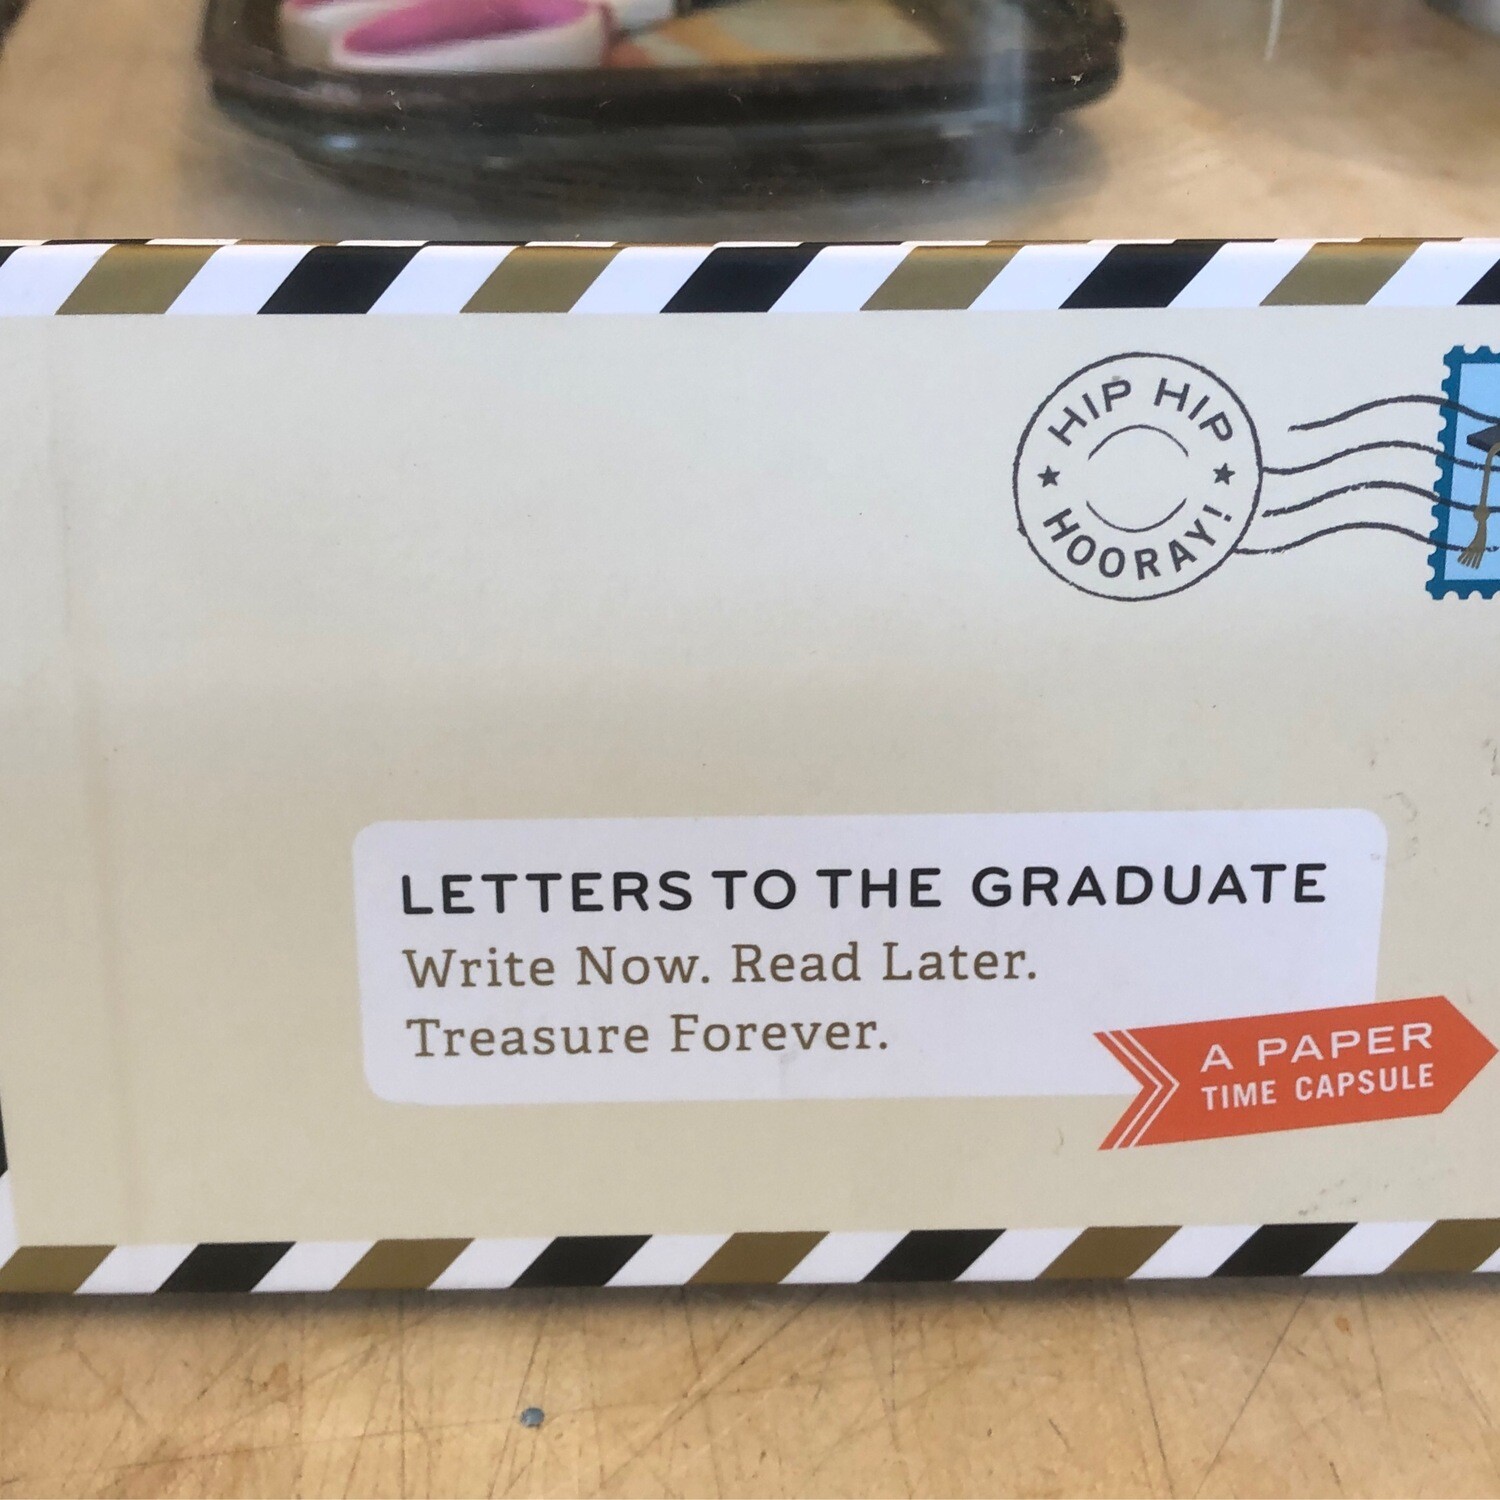 HIP HIP
HOORAY!
LETTERS TO THE GRADUATE
Write Now. Read Later.
Treasure Forever.
A PAPER
TIME CAPSULE